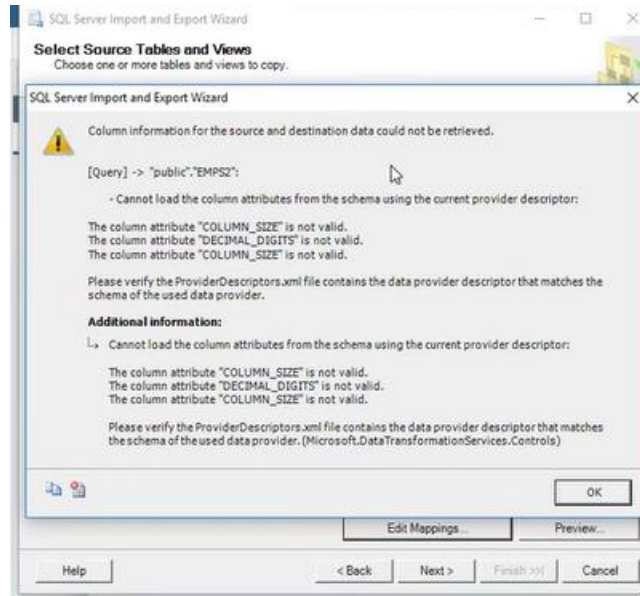 SQL Server Import and Export Wizard
Select Source Tables and Views
Choose one or more tables and views to copy.
SQL Server Import and Export Wizard
Column information for the source and destination data could not be retrieved.
[Query] -> "public"."EMPS2":
- Cannot load the column attributes from the schema using the current provider descriptor:
The column attribute "COLUMN_SIZE" is not valid.
The column attribute "DECIMAL_DIGITS" is not valid.
The column attribute "COLUMN_SIZE" is not valid.
Please verify the ProviderDescriptors.xml file contains the data provider descriptor that matches the
schema of the used data provider.
Additional information:
Cannot load the column attributes from the schema using the current provider descriptor:
The column attribute "COLUMN_SIZE" is not valid.
The column attribute "DECIMAL_DIGITS" is not valid.
The column attribute "COLUMN_SIZE" is not valid.
Please verify the ProviderDescriptors.xml file contains the data provider descriptor that matches
the schema of the used data provider. (Microsoft.DataTransformationServices.Controls)
OK
Edit Mappings... Preview...
Help < Back Next > Finish >>| Cancel